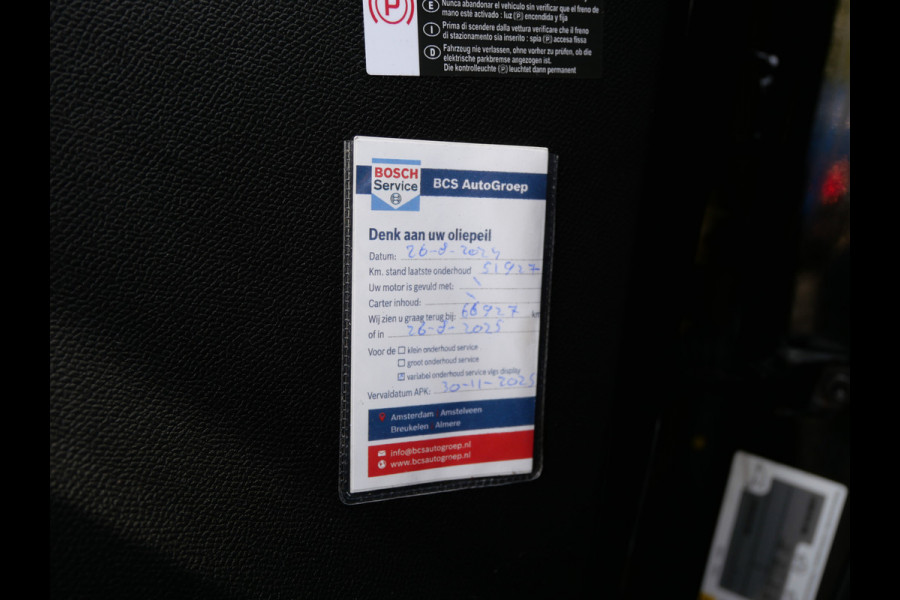 P
E Nunca abandonar el vehiculo sin verificar que el freno de
mano esté activado : luz (P) encendida y fija
I Prima di scendere dalla vettura verificare che il freno
di stazionamento sia inserito : spia (P) accesa fissa
D Fahrzeug nie verlassen, ohne vorher zu prüfen, ob die
elektrische parkbremse angezogen ist.
Die kontrolleuchte (P) leuchtet dann permanent
BOSCH
Service
BCS AutoGroep
Denk aan uw oliepeil
Datum: 26-8-2024
Km. stand laatste onderhoud 51927
Uw motor is gevuld met:
Carter inhoud:
Wij zien u graag terug bij: 66927 km
of in 26-8-2025
Voor de klein onderhoud service
groot onderhoud service
variabel onderhoud service vlgs display
Vervaldatum APK: 30-11-2025
Amsterdam Amstelveen
Breukelen Almere
info@bcsautogroep.nl
www.bcsautogroep.nl